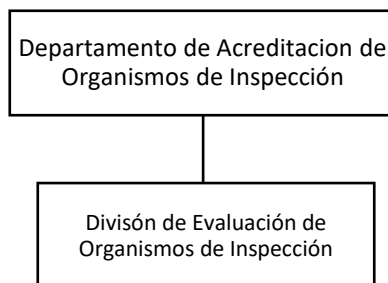 Departamento de Acreditacion de
Organismos de Inspección
Divisón de Evaluación de
Organismos de Inspección